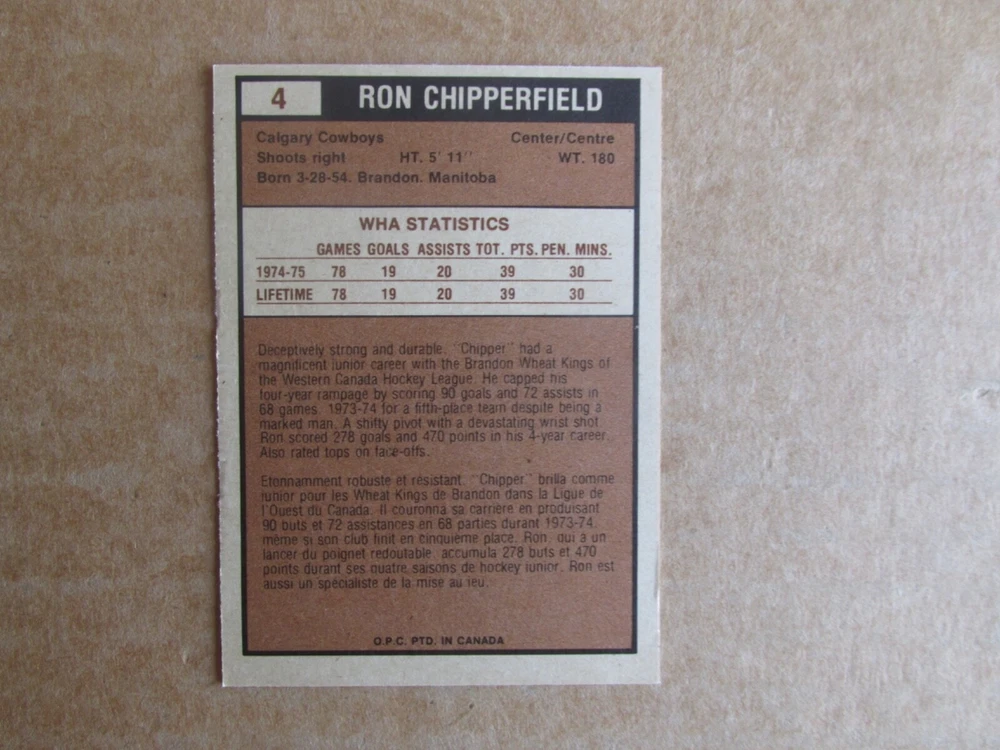 4 RON CHIPPERFIELD
Calgary Cowboys Center/Centre
Shoots right HT. 5' 11'' WT. 180
Born 3-28-54. Brandon. Manitoba
WHA STATISTICS
GAMES GOALS ASSISTS TOT. PTS. PEN. MINS.
1974-75 78 19 20 39 30
LIFETIME 78 19 20 39 30
Deceptively strong and durable. "Chipper" had a
magnificent junior career with the Brandon Wheat Kings of
the Western Canada Hockey League. He capped his
four-year rampage by scoring 90 goals and 72 assists in
68 games. 1973-74 for a fifth-place team despite being a
marked man. A shifty pivot with a devastating wrist shot.
Ron scored 278 goals and 470 points in his 4-year career.
Also rated tops on face-offs.
Etonnamment robuste et résistant. "Chipper" brilla comme
junior pour les Wheat Kings de Brandon dans la Ligue de
l'Ouest du Canada. Il couronna sa carrière en produisant
90 buts et 72 assistances en 68 parties durant 1973-74.
même si son club finit en cinquième place. Ron. qui a un
lancer du poignet redoutable. accumula 278 buts et 470
points durant ses quatre saisons de hockey junior. Ron est
aussi un spécialiste de la mise au jeu.
O.P.C. PTD. IN CANADA